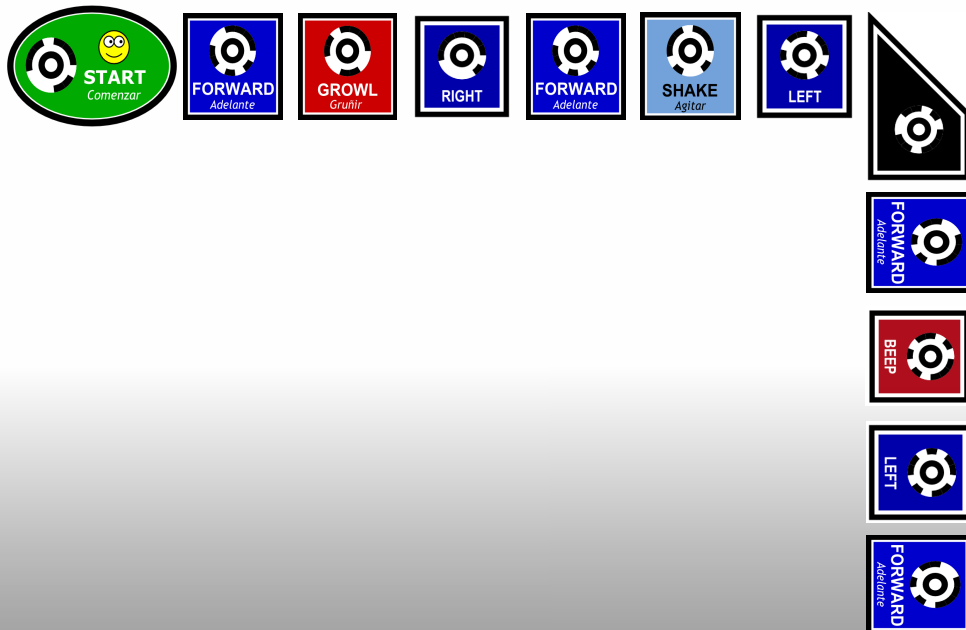 START
Comenzar
FORWARD
Adelante
GROWL
Gruñir
RIGHT
FORWARD
Adelante
SHAKE
Agitar
LEFT
FORWARD
Adelante
BEEP
LEFT
FORWARD
Adelante